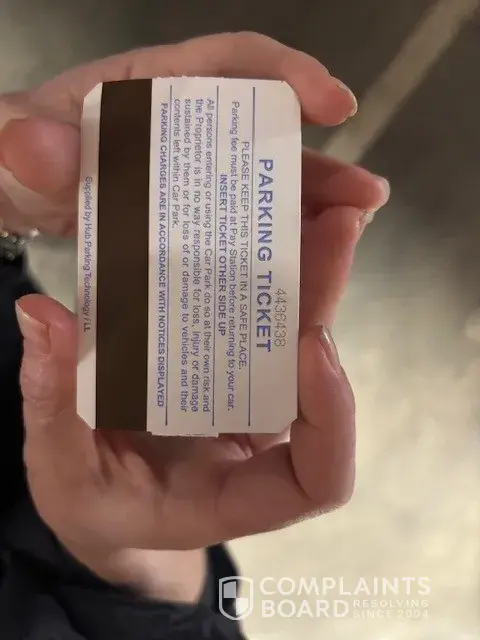 4436438
PARKING TICKET
PLEASE KEEP THIS TICKET IN A SAFE PLACE.
Parking fee must be paid at Pay Station before returning to your car.
INSERT TICKET OTHER SIDE UP
All persons entering or using the Car Park do so at their own risk and
the Proprietor is in no way responsible for loss, injury or damage
sustained by them or for loss of or damage to vehicles and their
contents left within Car Park.
PARKING CHARGES ARE IN ACCORDANCE WITH NOTICES DISPLAYED
Supplied by Hub Parking Technology / LL
COMPLAINTS
BOARD RESOLVING
SINCE 2004